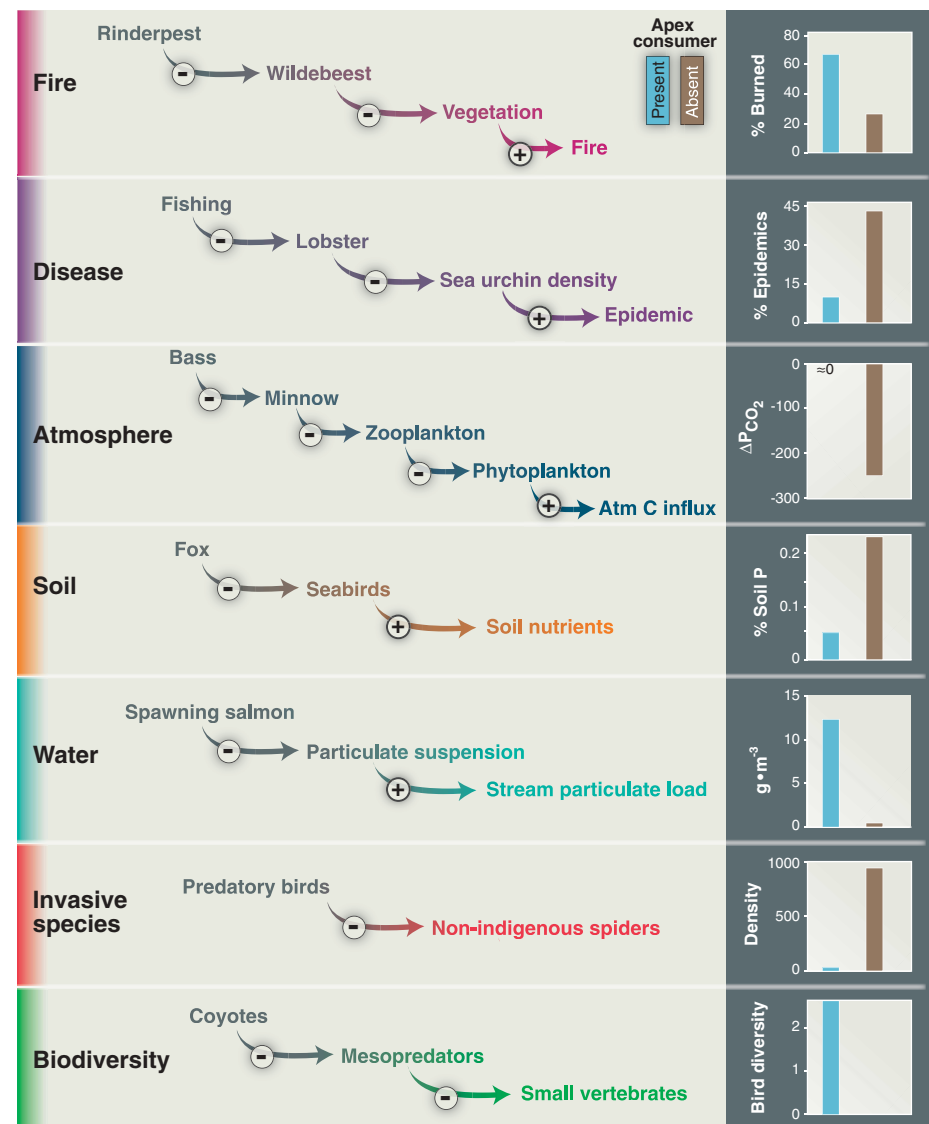 Apex
consumer
Present
Absent
Fire
Rinderpest
-
Wildebeest
-
Vegetation
+
Fire
% Burned
80
60
40
20
0
Disease
Fishing
-
Lobster
-
Sea urchin density
+
Epidemic
% Epidemics
45
30
15
0
Atmosphere
Bass
-
Minnow
-
Zooplankton
-
Phytoplankton
+
Atm C influx
ΔPCO2
0
≈0
-100
-200
-300
Soil
Fox
-
Seabirds
+
Soil nutrients
% Soil P
0.2
0.1
0
Water
Spawning salmon
-
Particulate suspension
+
Stream particulate load
g•m-3
15
10
5
0
Invasive
species
Predatory birds
-
Non-indigenous spiders
Density
1000
500
0
Biodiversity
Coyotes
-
Mesopredators
-
Small vertebrates
Bird diversity
2
1
0